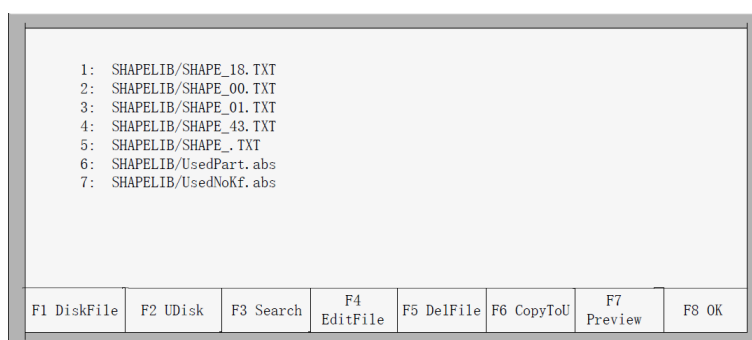 1: SHAPELIB/SHAPE_18.TXT
2: SHAPELIB/SHAPE_00.TXT
3: SHAPELIB/SHAPE_01.TXT
4: SHAPELIB/SHAPE_43.TXT
5: SHAPELIB/SHAPE_.TXT
6: SHAPELIB/UsedPart.abs
7: SHAPELIB/UsedNoKf.abs
F1 DiskFile
F2 UDisk
F3 Search
F4
EditFile
F5 DelFile
F6 CopyToU
F7
Preview
F8 OK